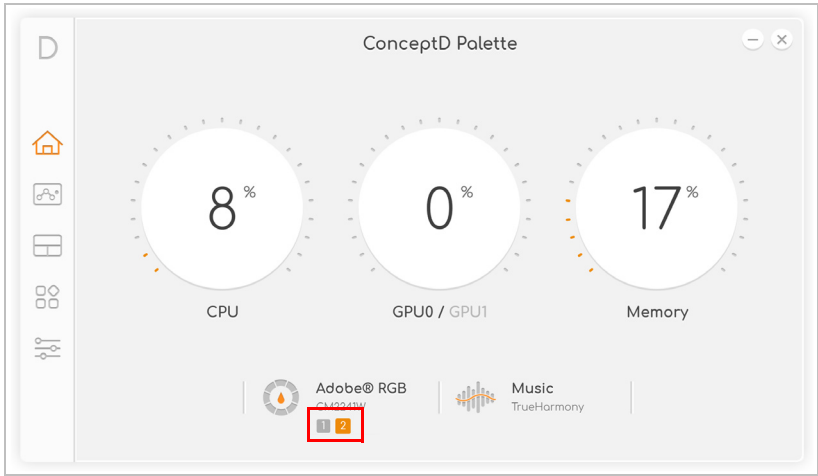 D
ConceptD Palette
8 %
0 %
17 %
CPU
GPU0 / GPU1
Memory
Adobe® RGB
CM2241W
1 2
Music
TrueHarmony